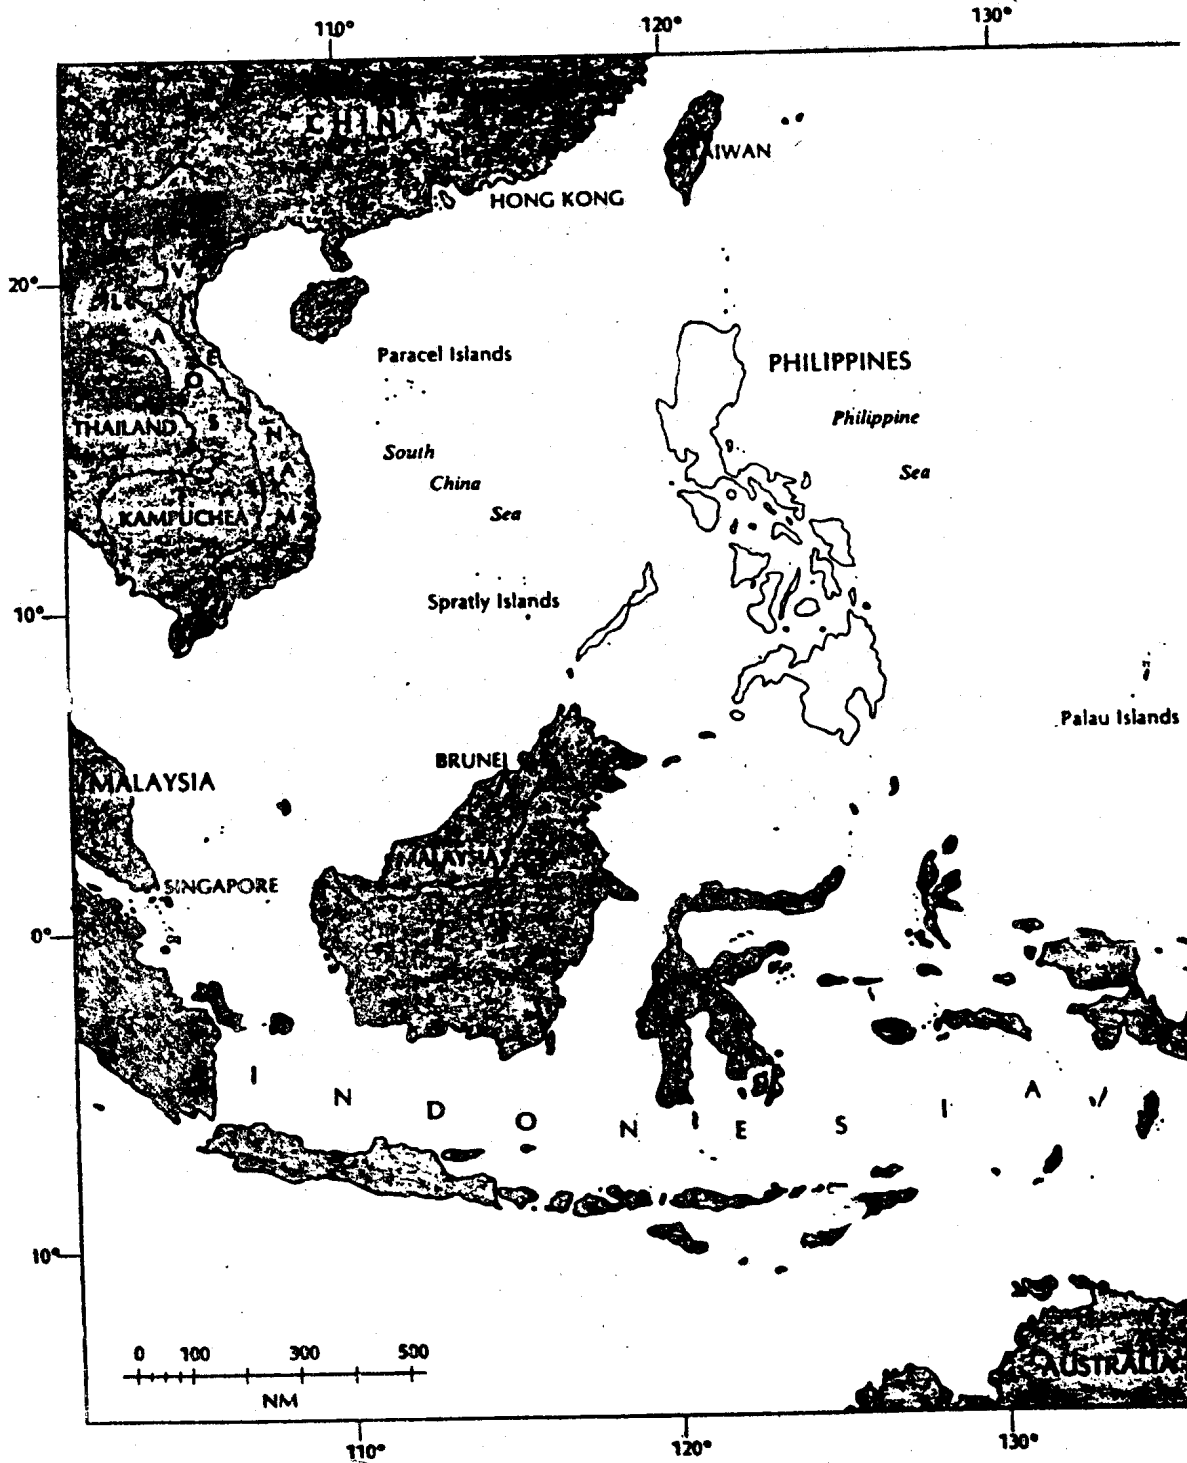 110°
120°
130°
CHINA
AIWAN
HONG KONG
20°
V
I
E
T
N
A
M
L
A
O
S
Paracel Islands
PHILIPPINES
Philippine
Sea
THAILAND
South
China
Sea
KAMPUCHEA
Spratly Islands
10°
Palau Islands
BRUNEI
MALAYSIA
MALAYSIA
SINGAPORE
0°
I N D O N E S I A
10°
0 100 300 500
NM
AUSTRALIA
110°
120°
130°